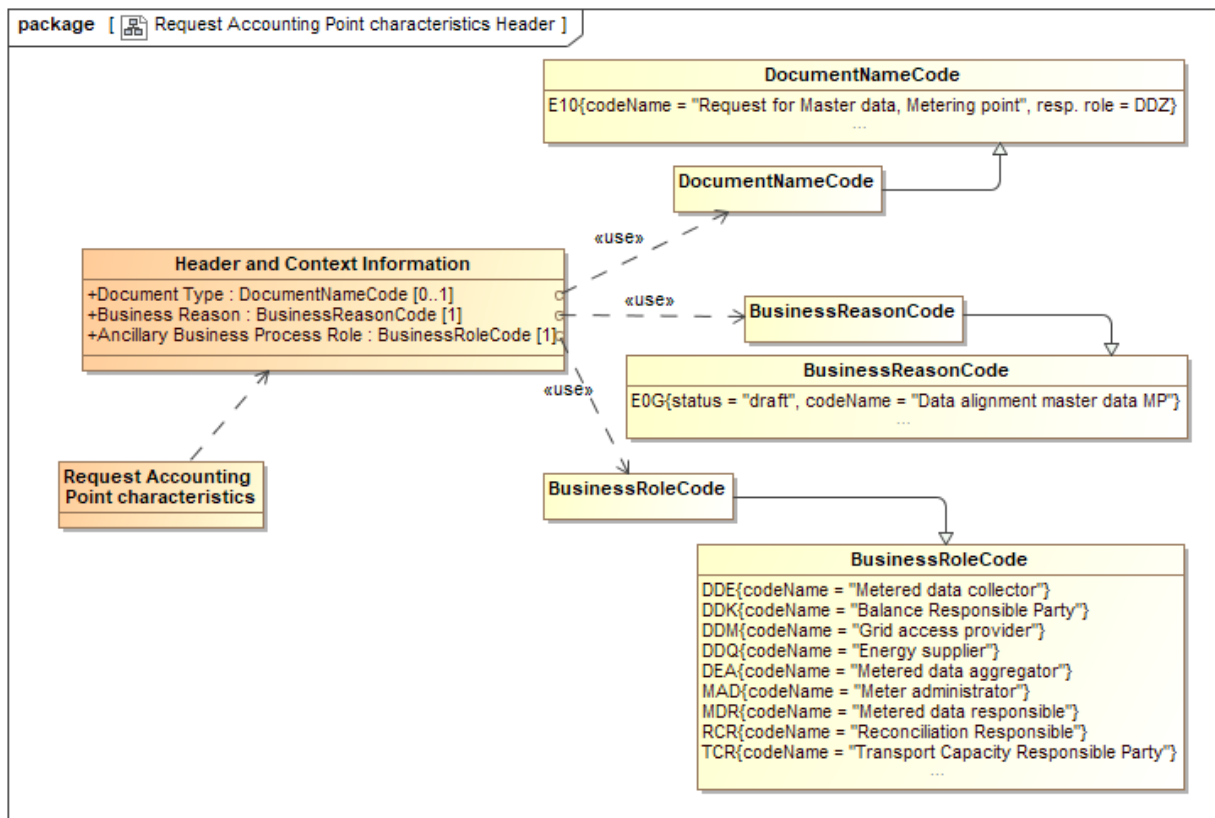 package [ Request Accounting Point characteristics Header ]
DocumentNameCode
E10{codeName = "Request for Master data, Metering point", resp. role = DDZ}
...
DocumentNameCode
«use»
Header and Context Information
+Document Type : DocumentNameCode [0..1]
+Business Reason : BusinessReasonCode [1]
+Ancillary Business Process Role : BusinessRoleCode [1]
«use»
BusinessReasonCode
BusinessReasonCode
E0G{status = "draft", codeName = "Data alignment master data MP"}
...
«use»
Request Accounting
Point characteristics
BusinessRoleCode
BusinessRoleCode
DDE{codeName = "Metered data collector"}
DDK{codeName = "Balance Responsible Party"}
DDM{codeName = "Grid access provider"}
DDQ{codeName = "Energy supplier"}
DEA{codeName = "Metered data aggregator"}
MAD{codeName = "Meter administrator"}
MDR{codeName = "Metered data responsible"}
RCR{codeName = "Reconciliation Responsible"}
TCR{codeName = "Transport Capacity Responsible Party"}
...